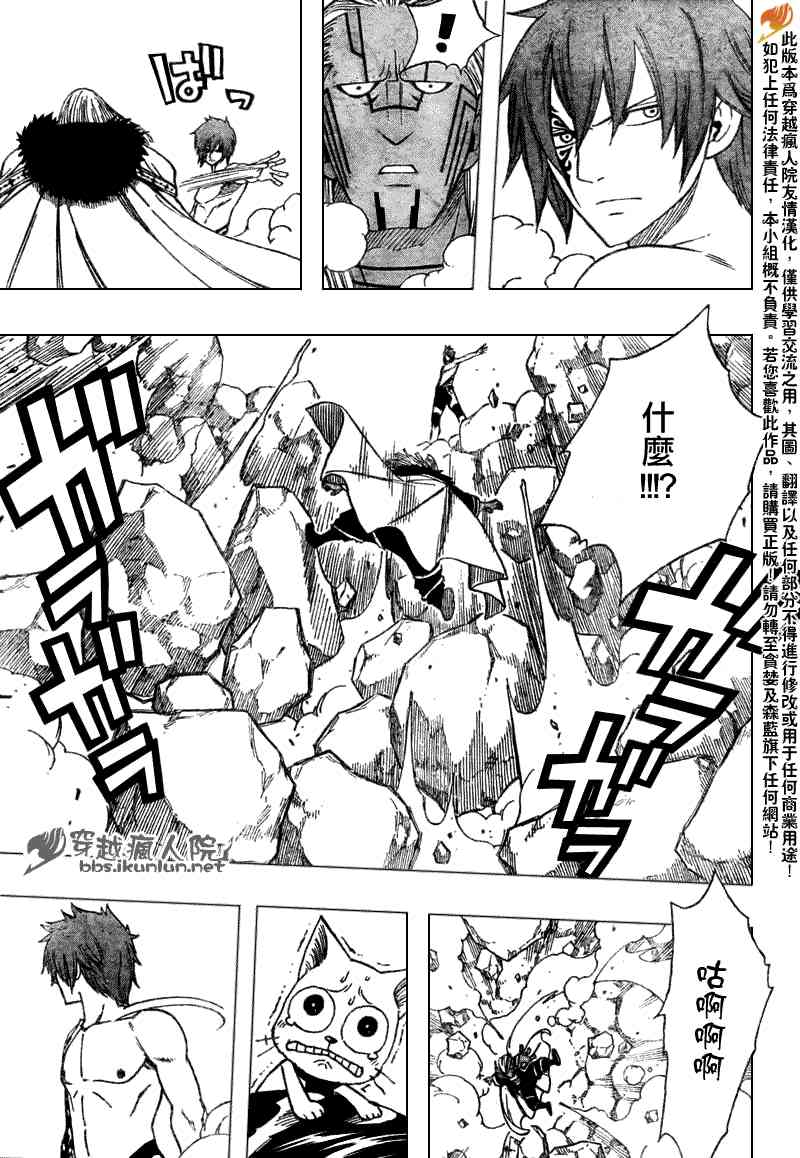 此版本爲穿越瘋人院友情漢化，僅供學習交流之用，其圖、翻譯以及任何部分不得進行修改或用于任何商業用途！
如犯上任何法律責任，本小組概不負責。若您喜歡此作品，請購買正版！請勿轉至貪婪及森藍旗下任何網站！
！
ばっ
什麼!!!?
ガラガラ
ガラガラ
穿越瘋人院
bbs.ikunlun.net
咕啊啊啊